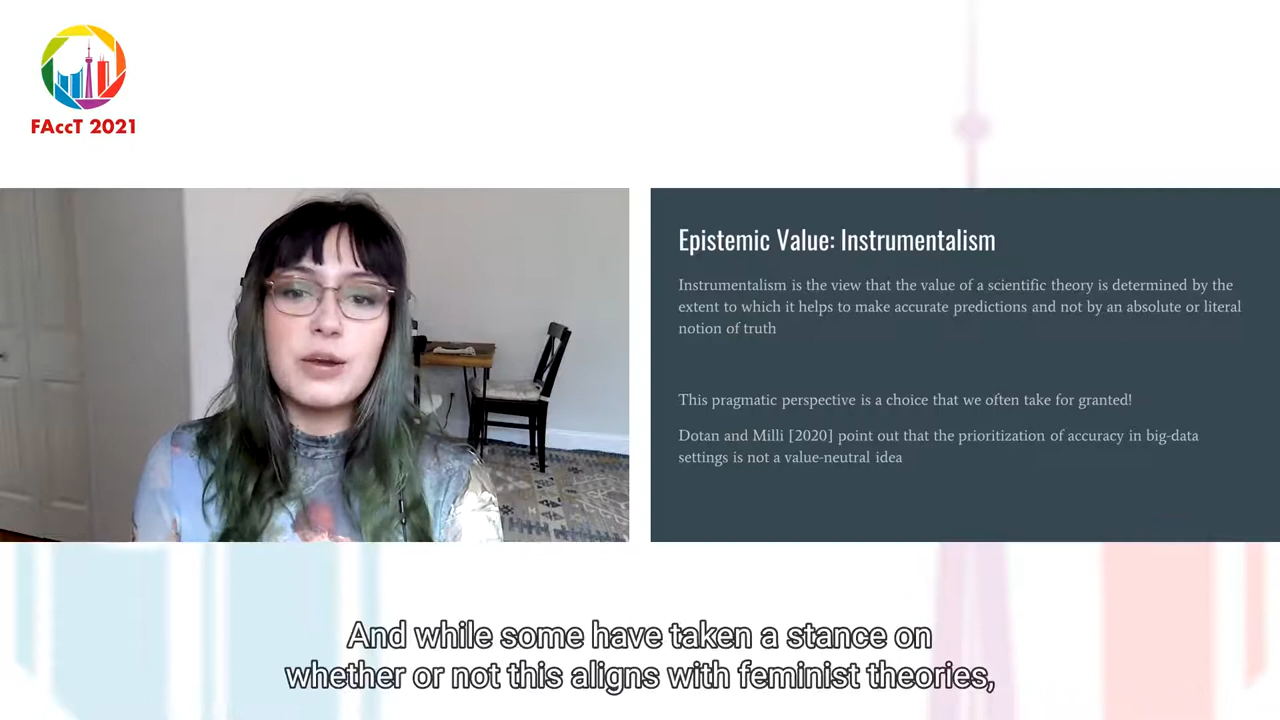 FAccT 2021
Epistemic Value: Instrumentalism
Instrumentalism is the view that the value of a scientific theory is determined by the
extent to which it helps to make accurate predictions and not by an absolute or literal
notion of truth
This pragmatic perspective is a choice that we often take for granted!
Dotan and Milli [2020] point out that the prioritization of accuracy in big-data
settings is not a value-neutral idea
And while some have taken a stance on
whether or not this aligns with feminist theories,